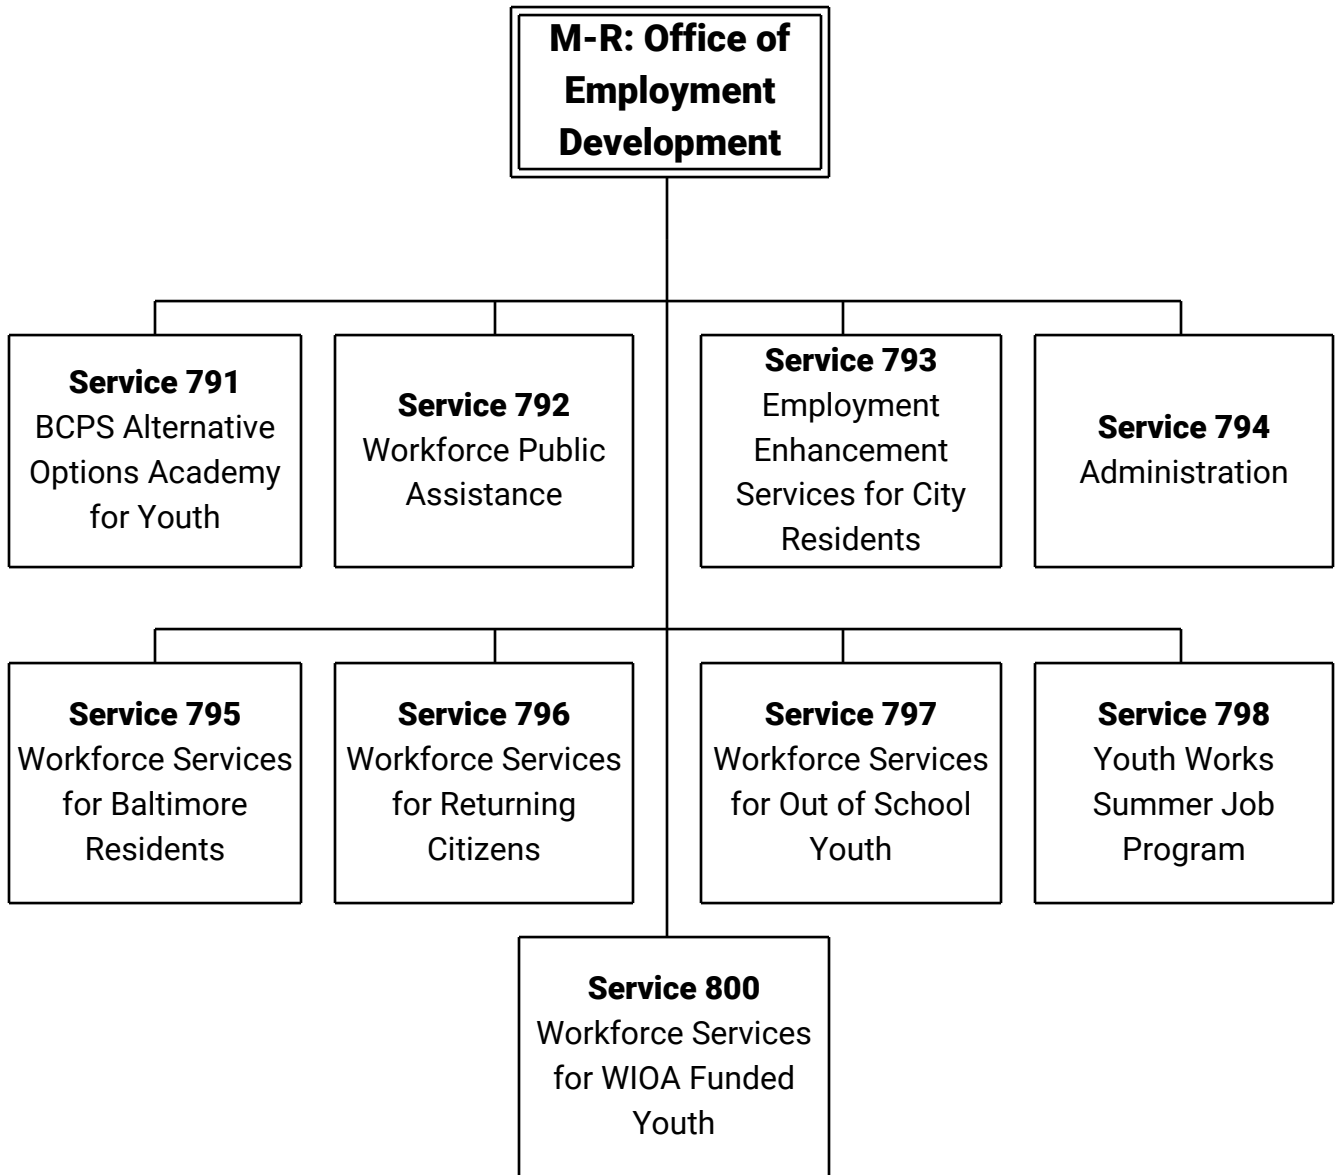 M-R: Office of
Employment
Development
Service 791
BCPS Alternative
Options Academy
for Youth
Service 792
Workforce Public
Assistance
Service 793
Employment
Enhancement
Services for City
Residents
Service 794
Administration
Service 795
Workforce Services
for Baltimore
Residents
Service 796
Workforce Services
for Returning
Citizens
Service 797
Workforce Services
for Out of School
Youth
Service 798
Youth Works
Summer Job
Program
Service 800
Workforce Services
for WIOA Funded
Youth